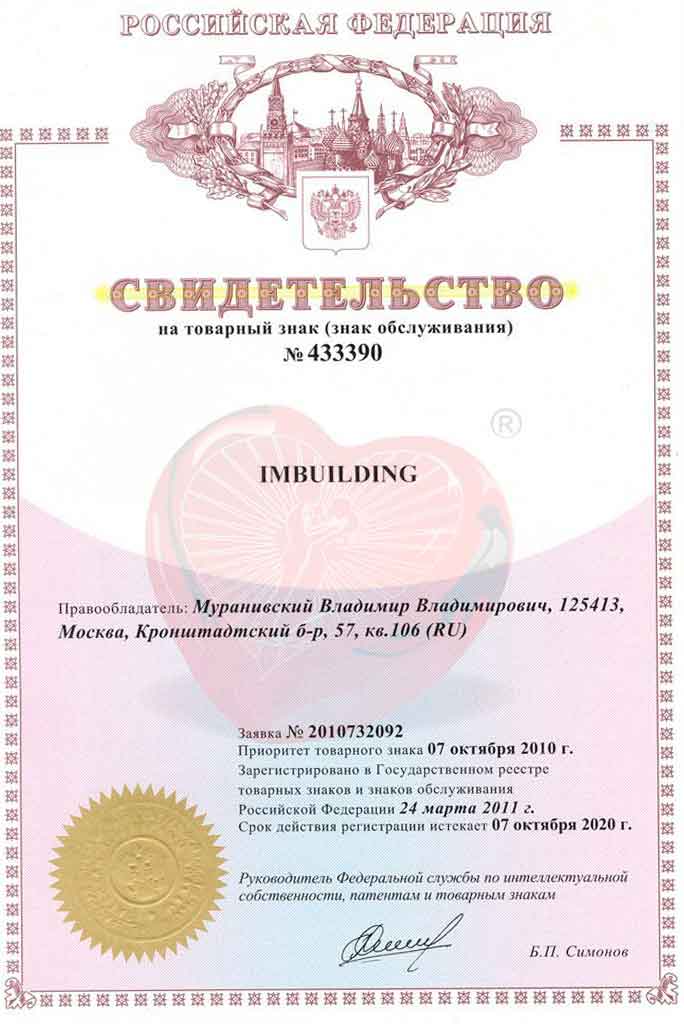 РОССИЙСКАЯ ФЕДЕРАЦИЯ
СВИДЕТЕЛЬСТВО
на товарный знак (знак обслуживания)
№ 433390
®
IMBUILDING
Правообладатель: Муранивский Владимир Владимирович, 125413,
Москва, Кронштадтский б-р, 57, кв.106 (RU)
Заявка № 2010732092
Приоритет товарного знака 07 октября 2010 г.
Зарегистрировано в Государственном реестре
товарных знаков и знаков обслуживания
Российской Федерации 24 марта 2011 г.
Срок действия регистрации истекает 07 октября 2020 г.
Руководитель Федеральной службы по интеллектуальной
собственности, патентам и товарным знакам
Б.П. Симонов